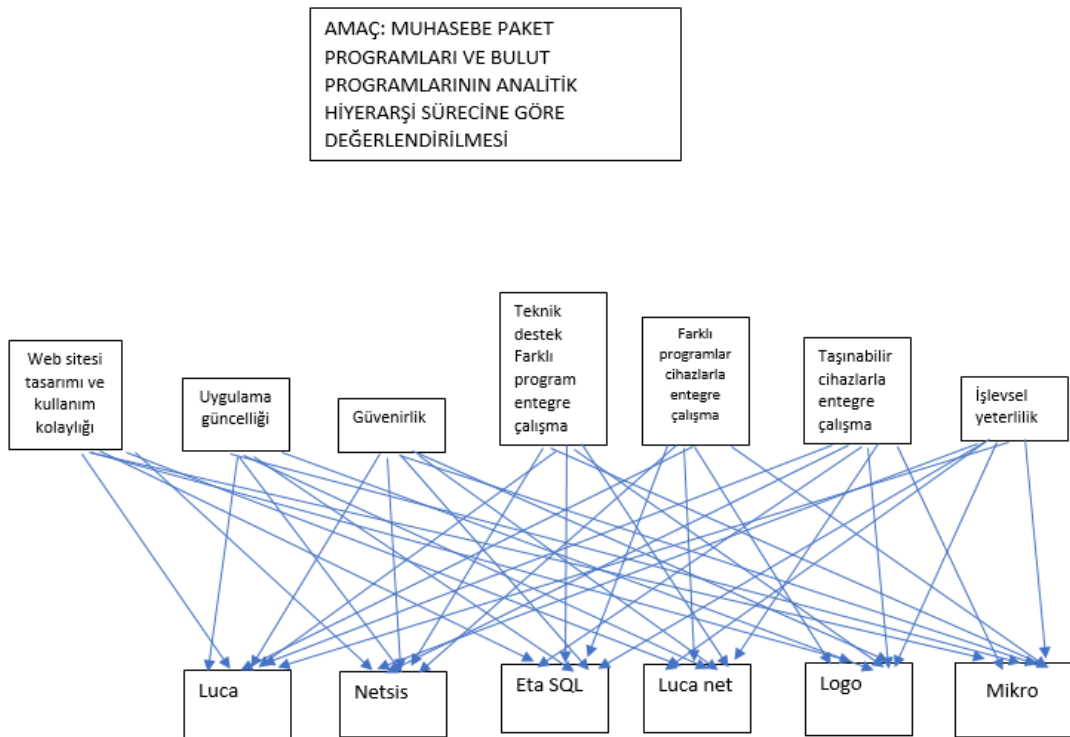 AMAÇ: MUHASEBE PAKET
PROGRAMLARI VE BULUT
PROGRAMLARININ ANALİTİK
HİYERARŞİ SÜRECİNE GÖRE
DEĞERLENDİRİLMESİ
Web sitesi
tasarımı ve
kullanım
kolaylığı
Uygulama
güncelliği
Güvenirlik
Teknik
destek
Farklı
program
entegre
çalışma
Farklı
programlar
cihazlarla
entegre
çalışma
Taşınabilir
cihazlarla
entegre
çalışma
İşlevsel
yeterlilik
Luca
Netsis
Eta SQL
Luca net
Logo
Mikro